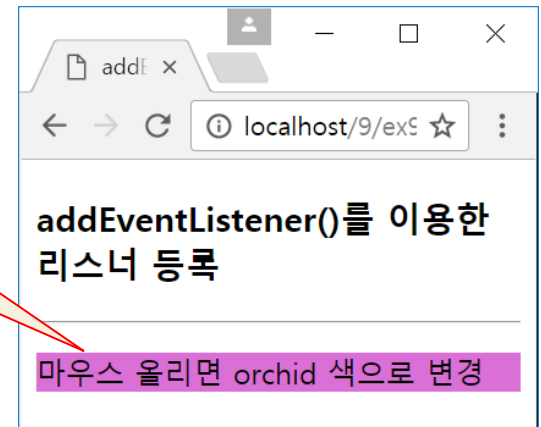 addE
localhost/9/ex9
addEventListener()를 이용한
리스너 등록
마우스 올리면 orchid 색으로 변경